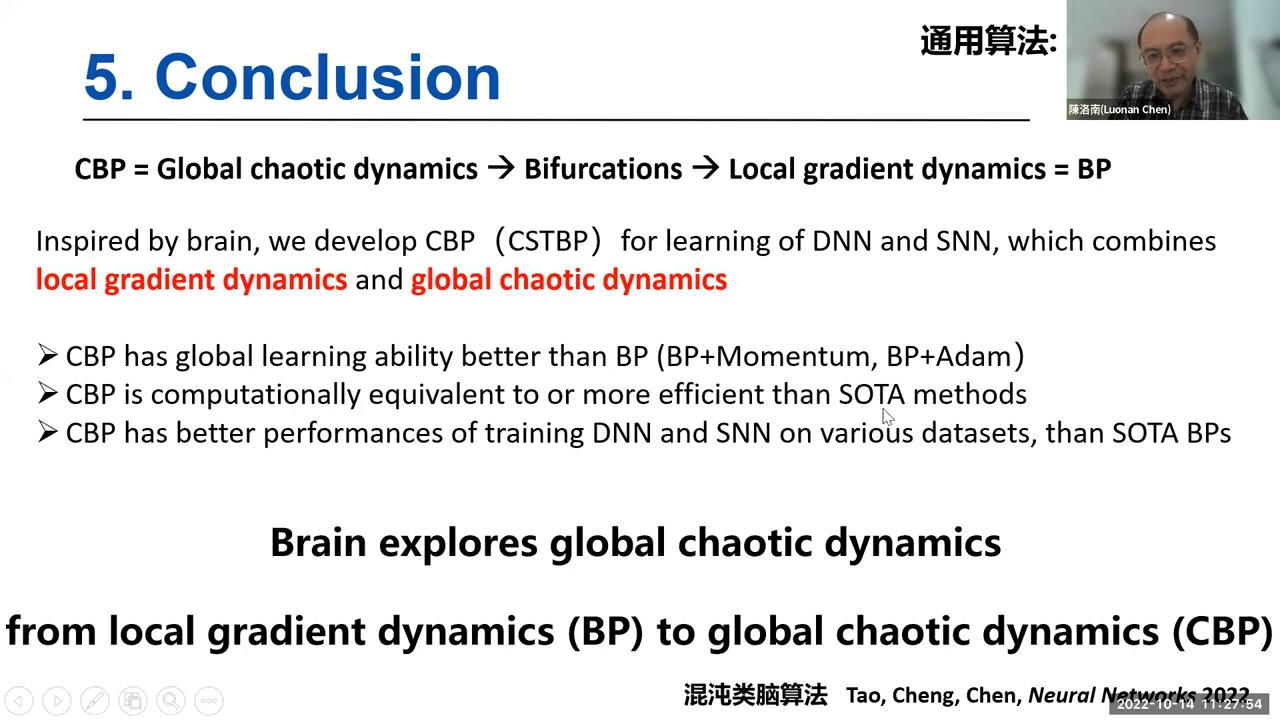 通用算法:
5. Conclusion
陳洛南(Luonan Chen)
CBP = Global chaotic dynamics → Bifurcations → Local gradient dynamics = BP
Inspired by brain, we develop CBP（CSTBP）for learning of DNN and SNN, which combines
local gradient dynamics and global chaotic dynamics
➢ CBP has global learning ability better than BP (BP+Momentum, BP+Adam）
➢ CBP is computationally equivalent to or more efficient than SOTA methods
➢ CBP has better performances of training DNN and SNN on various datasets, than SOTA BPs
Brain explores global chaotic dynamics
from local gradient dynamics (BP) to global chaotic dynamics (CBP)
混沌类脑算法 Tao, Cheng, Chen, Neural Networks 2022
2022-10-14 11:27:54